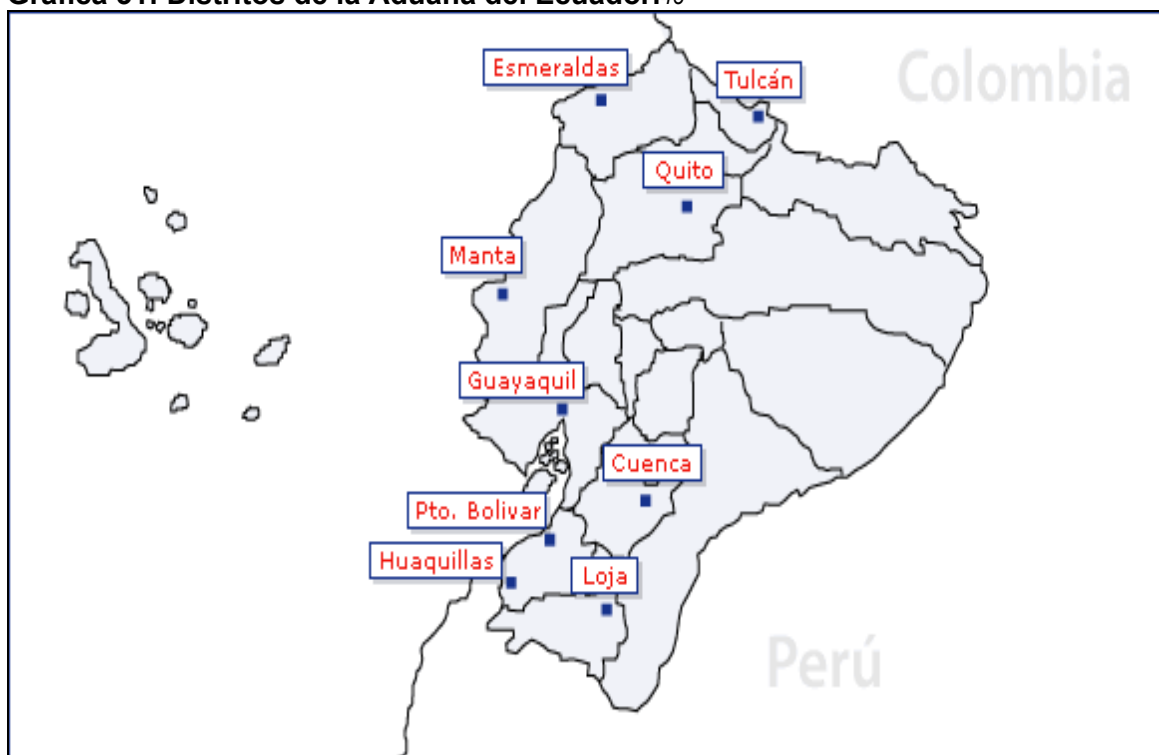 Esmeraldas
Tulcán
Colombia
Quito
Manta
Guayaquil
Cuenca
Pto. Bolivar
Huaquillas
Loja
Perú